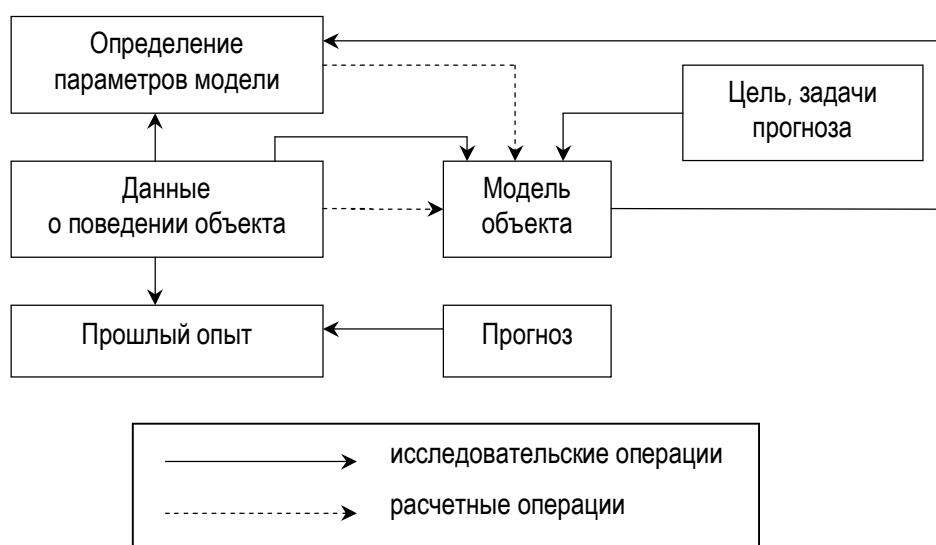 Определение
параметров модели
Цель, задачи
прогноза
Данные
о поведении объекта
Модель
объекта
Прошлый опыт
Прогноз
исследовательские операции
расчетные операции